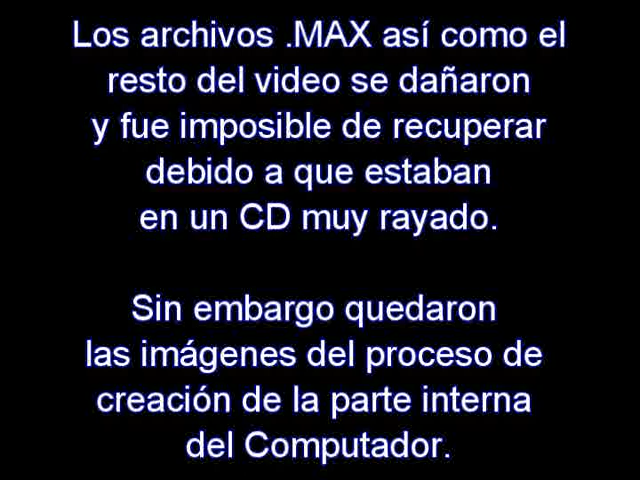 Los archivos .MAX así como el
resto del video se dañaron
y fue imposible de recuperar
debido a que estaban
en un CD muy rayado.
Sin embargo quedaron
las imágenes del proceso de
creación de la parte interna
del Computador.